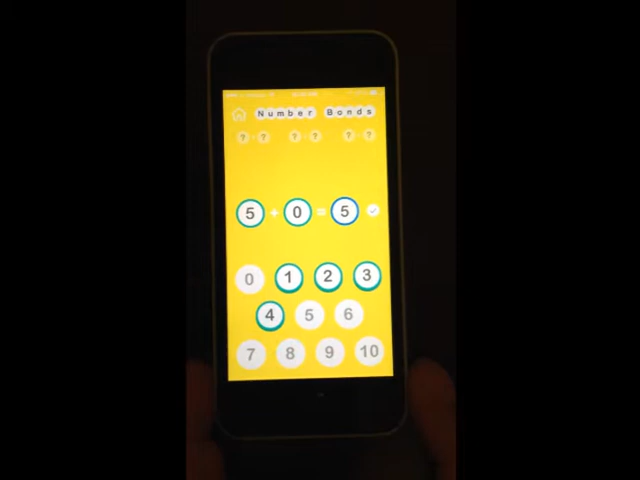 Number Bonds
? - ? ? - ? ? ?
5 + 0 = 5
0 1 2 3
4 5 6
7 8 9 10